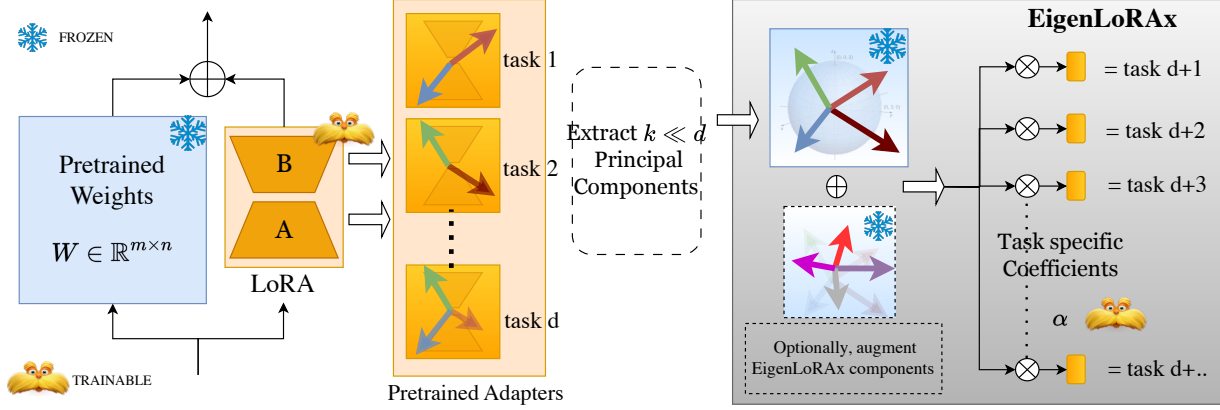 FROZEN
Pretrained
Weights
W ∈ ℝ^{m×n}
B
A
LoRA
TRAINABLE
task 1
task 2
task d
Pretrained Adapters
Extract k ≪ d
Principal
Components
Optionally, augment
EigenLoRAx components
EigenLoRAx
= task d+1
= task d+2
= task d+3
Task specific
Coefficients
α
= task d+..